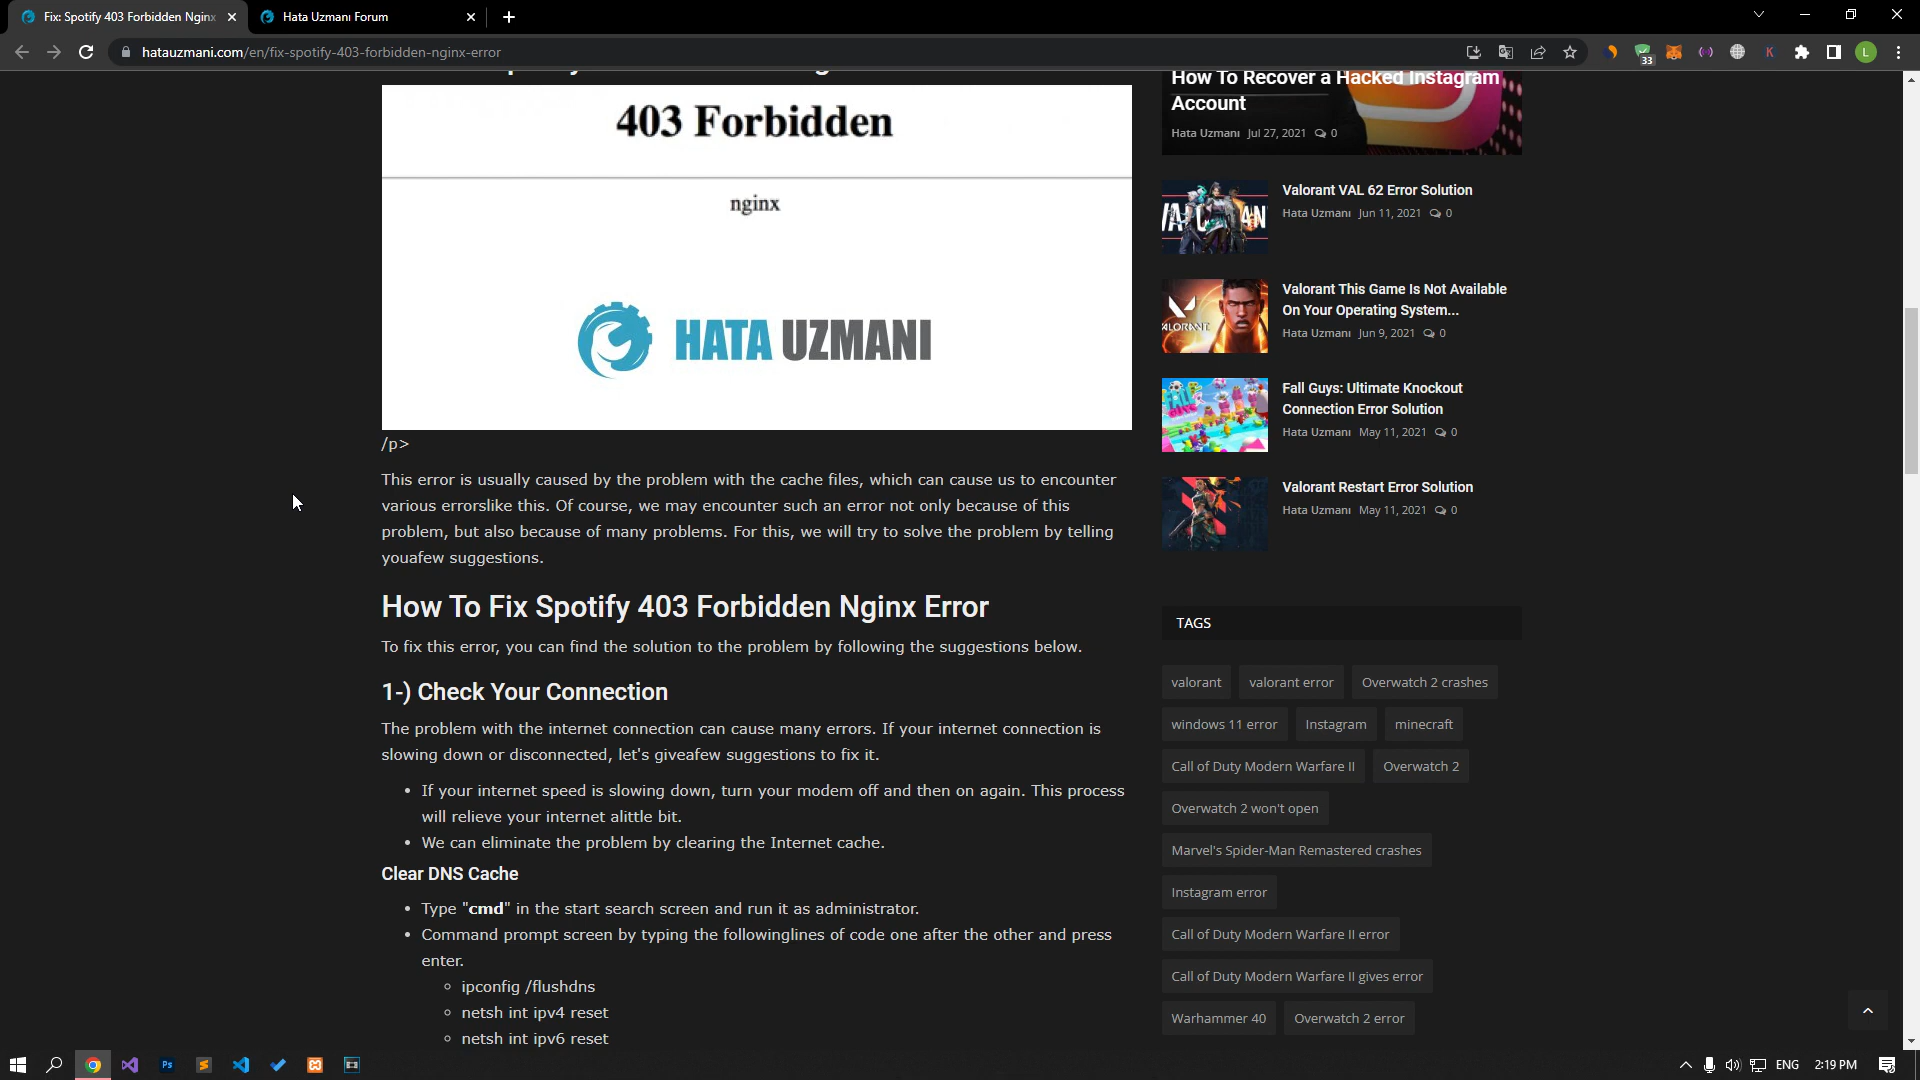 Fix: Spotify 403 Forbidden Nginx
Hata Uzmanı Forum
hatauzmani.com/en/fix-spotify-403-forbidden-nginx-error
33
K
L
403 Forbidden
nginx
HATA UZMANI
/p>
This error is usually caused by the problem with the cache files, which can cause us to encounter
various errorslike this. Of course, we may encounter such an error not only because of this
problem, but also because of many problems. For this, we will try to solve the problem by telling
youafew suggestions.
How To Fix Spotify 403 Forbidden Nginx Error
To fix this error, you can find the solution to the problem by following the suggestions below.
1-) Check Your Connection
The problem with the internet connection can cause many errors. If your internet connection is
slowing down or disconnected, let's giveafew suggestions to fix it.
• If your internet speed is slowing down, turn your modem off and then on again. This process
will relieve your internet alittle bit.
• We can eliminate the problem by clearing the Internet cache.
Clear DNS Cache
• Type "cmd" in the start search screen and run it as administrator.
• Command prompt screen by typing the followinglines of code one after the other and press
enter.
◦ ipconfig /flushdns
◦ netsh int ipv4 reset
◦ netsh int ipv6 reset
How To Recover a Hacked Instagram
Account
Hata Uzmanı Jul 27, 2021 0
Valorant VAL 62 Error Solution
Hata Uzmanı Jun 11, 2021 0
Valorant This Game Is Not Available
On Your Operating System...
Hata Uzmanı Jun 9, 2021 0
Fall Guys: Ultimate Knockout
Connection Error Solution
Hata Uzmanı May 11, 2021 0
Valorant Restart Error Solution
Hata Uzmanı May 11, 2021 0
TAGS
valorant valorant error Overwatch 2 crashes
windows 11 error Instagram minecraft
Call of Duty Modern Warfare II Overwatch 2
Overwatch 2 won't open
Marvel's Spider-Man Remastered crashes
Instagram error
Call of Duty Modern Warfare II error
Call of Duty Modern Warfare II gives error
Warhammer 40 Overwatch 2 error
Ps
ENG 2:19 PM